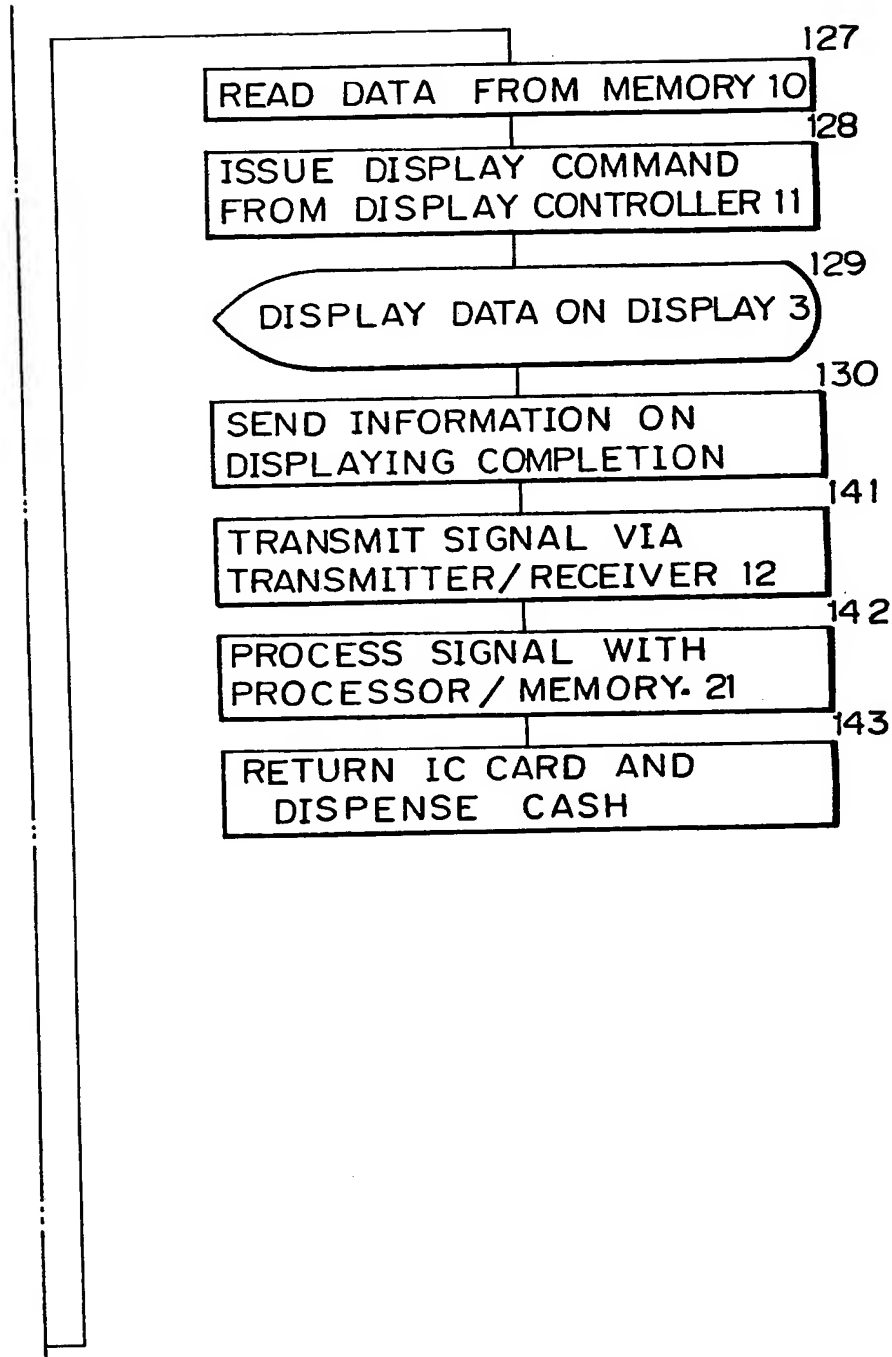 127
READ DATA FROM MEMORY 10
128
ISSUE DISPLAY COMMAND
FROM DISPLAY CONTROLLER 11
129
DISPLAY DATA ON DISPLAY 3
130
SEND INFORMATION ON
DISPLAYING COMPLETION
141
TRANSMIT SIGNAL VIA
TRANSMITTER/RECEIVER 12
142
PROCESS SIGNAL WITH
PROCESSOR/MEMORY. 21
143
RETURN IC CARD AND
DISPENSE CASH